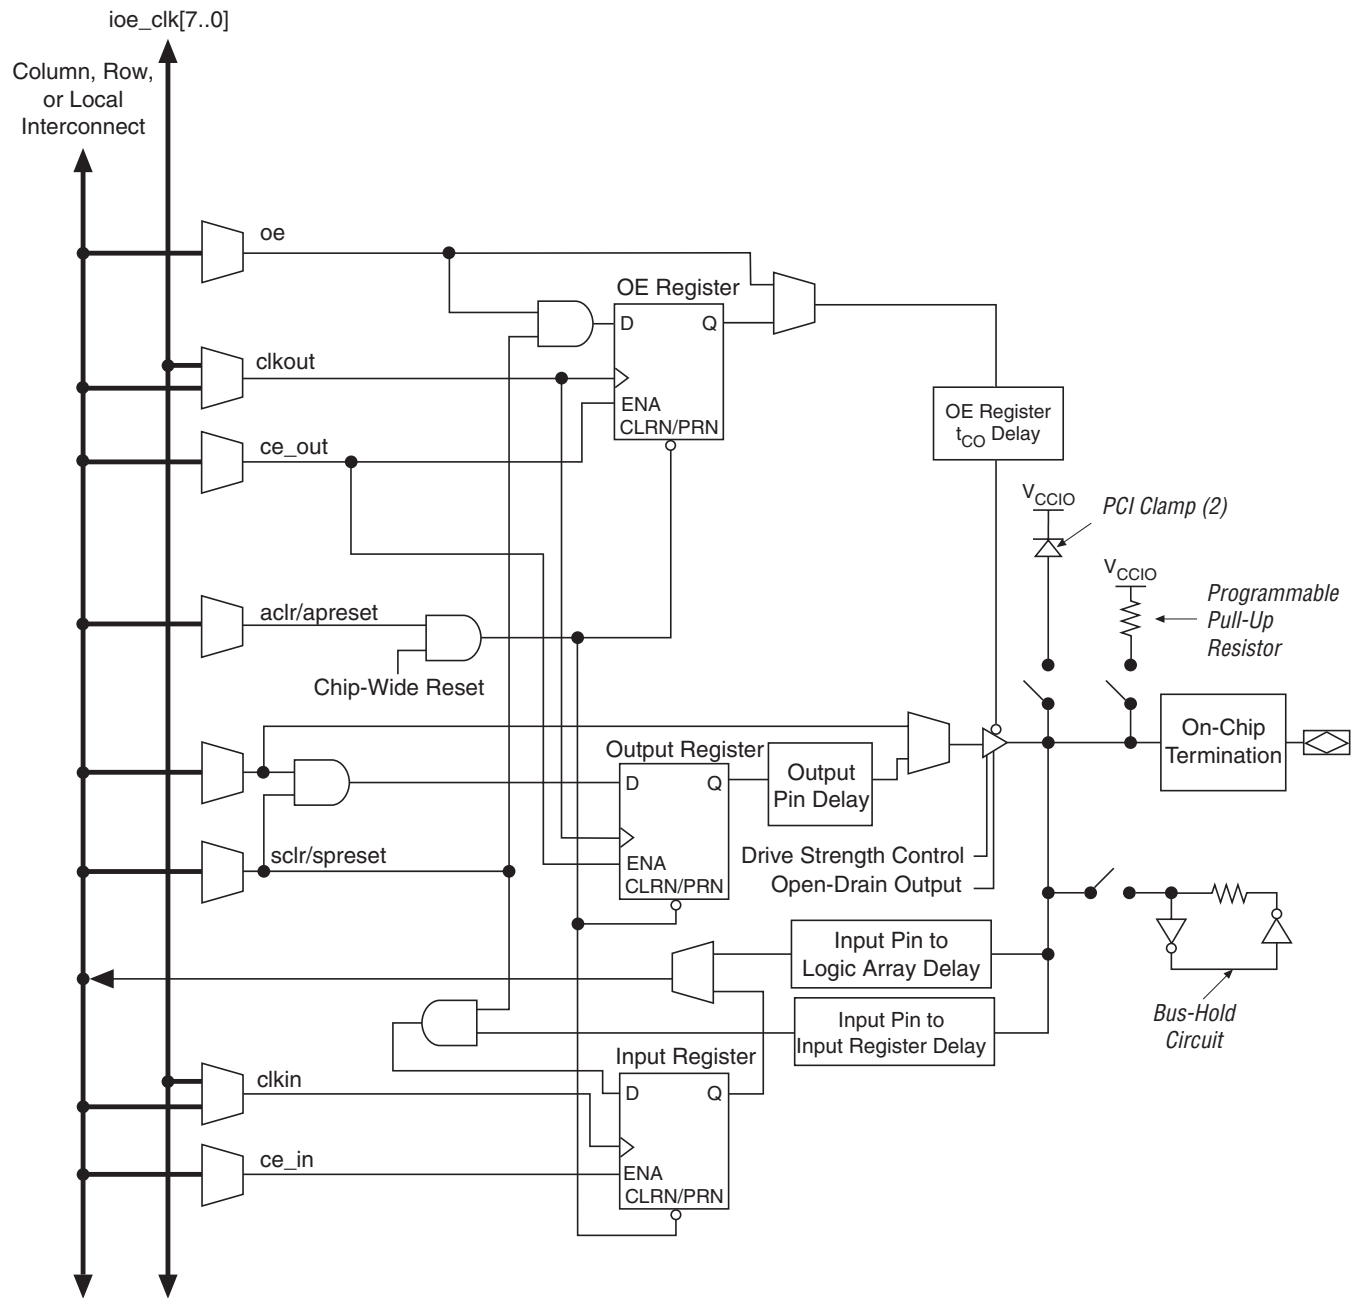 ioe_clk[7..0]
Column, Row,
or Local
Interconnect
oe
OE Register
D
Q
clkout
ENA
CLRN/PRN
ce_out
OE Register
tCO Delay
VCCIO
PCI Clamp (2)
VCCIO
Programmable
Pull-Up
Resistor
aclr/apreset
Chip-Wide Reset
Output Register
D
Q
ENA
CLRN/PRN
Output
Pin Delay
On-Chip
Termination
sclr/spreset
Drive Strength Control
Open-Drain Output
Input Pin to
Logic Array Delay
Input Pin to
Input Register Delay
Bus-Hold
Circuit
Input Register
D
Q
ENA
CLRN/PRN
clkin
ce_in